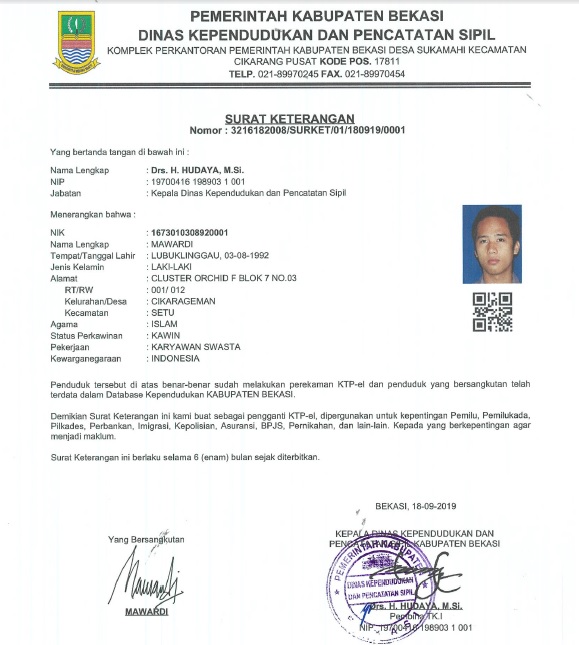 PEMERINTAH KABUPATEN BEKASI
DINAS KEPENDUDUKAN DAN PENCATATAN SIPIL
KOMPLEK PERKANTORAN PEMERINTAH KABUPATEN BEKASI DESA SUKAMAHI KECAMATAN
CIKARANG PUSAT KODE POS. 17811
TELP. 021-89970245 FAX. 021-89970454
SURAT KETERANGAN
Nomor : 3216182008/SURKET/01/180919/0001
Yang bertanda tangan di bawah ini :
Nama Lengkap : Drs. H. HUDAYA, M.Si.
NIP : 19700416 198903 1 001
Jabatan : Kepala Dinas Kependudukan dan Pencatatan Sipil
Menerangkan bahwa :
NIK : 1673010308920001
Nama Lengkap : MAWARDI
Tempat/Tanggal Lahir : LUBUKLINGGAU, 03-08-1992
Jenis Kelamin : LAKI-LAKI
Alamat : CLUSTER ORCHID F BLOK 7 NO.03
RT/RW : 001/ 012
Kelurahan/Desa : CIKARAGEMAN
Kecamatan : SETU
Agama : ISLAM
Status Perkawinan : KAWIN
Pekerjaan : KARYAWAN SWASTA
Kewarganegaraan : INDONESIA
Penduduk tersebut di atas benar-benar sudah melakukan perekaman KTP-el dan penduduk yang bersangkutan telah
terdata dalam Database Kependudukan KABUPATEN BEKASI.
Demikian Surat Keterangan ini kami buat sebagai pengganti KTP-el, dipergunakan untuk kepentingan Pemilu, Pemilukada,
Pilkades, Perbankan, Imigrasi, Kepolisian, Asuransi, BPJS, Pernikahan, dan lain-lain. Kepada yang berkepentingan agar
menjadi maklum.
Surat Keterangan ini berlaku selama 6 (enam) bulan sejak diterbitkan.
BEKASI, 18-09-2019
Yang Bersangkutan
KEPALA DINAS KEPENDUDUKAN DAN
PENCATATAN SIPIL KABUPATEN BEKASI
PEMERINTAH KABUPATEN
DINAS KEPENDUDUKAN
DAN PENCATATAN SIPIL
MAWARDI
Drs. H. HUDAYA, M.Si.
Pembina TK.I
NIP. 19700416 198903 1 001